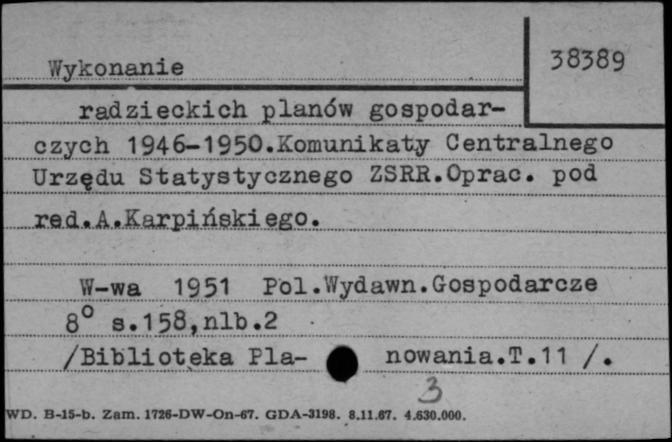 38389
Wykonanie
radzieckich planów gospodar-
czych 1946-1950.Komunikaty Centralnego
Urzędu Statystycznego ZSRR.Oprac. pod
red.A.Karpińskiego.
W-wa 1951 Pol.Wydawn.Gospodarcze
8° s.158,nlb.2
/Biblioteka Pla- nowania.T.11 /.
3
WD. B-15-b. Zam. 1726-DW-On-67. GDA-3198. 8.11.67. 4.630.000.